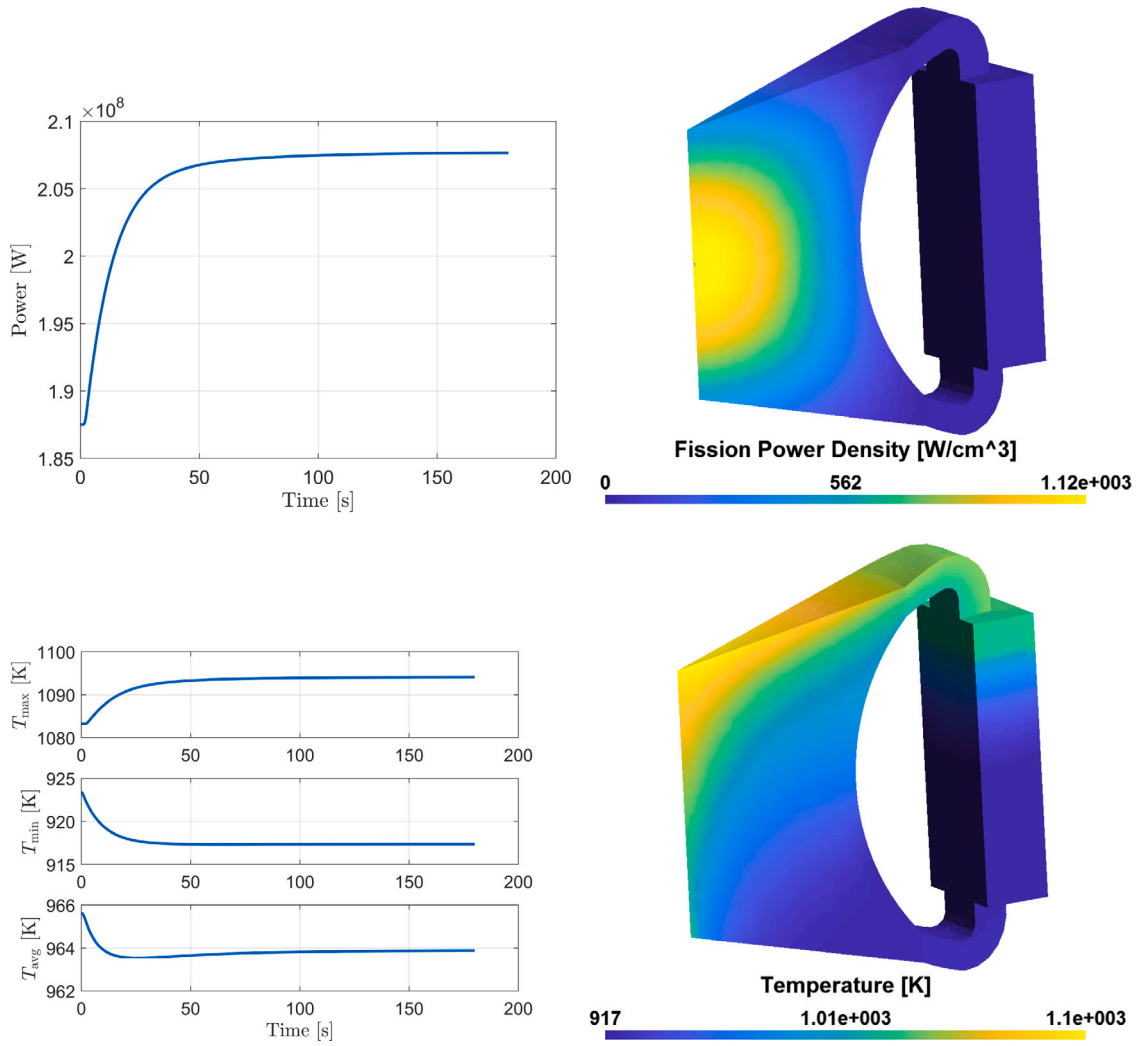 ×10⁸
2.1
2.05
2
1.95
1.9
1.85
0 50 100 150 200
Power [W]
Time [s]
Fission Power Density [W/cm^3]
0 562 1.12e+003
1100
1090
1080
0 50 100 150 200
T_max [K]
925
920
915
0 50 100 150 200
T_min [K]
966
964
962
0 50 100 150 200
T_avg [K]
Time [s]
Temperature [K]
917 1.01e+003 1.1e+003